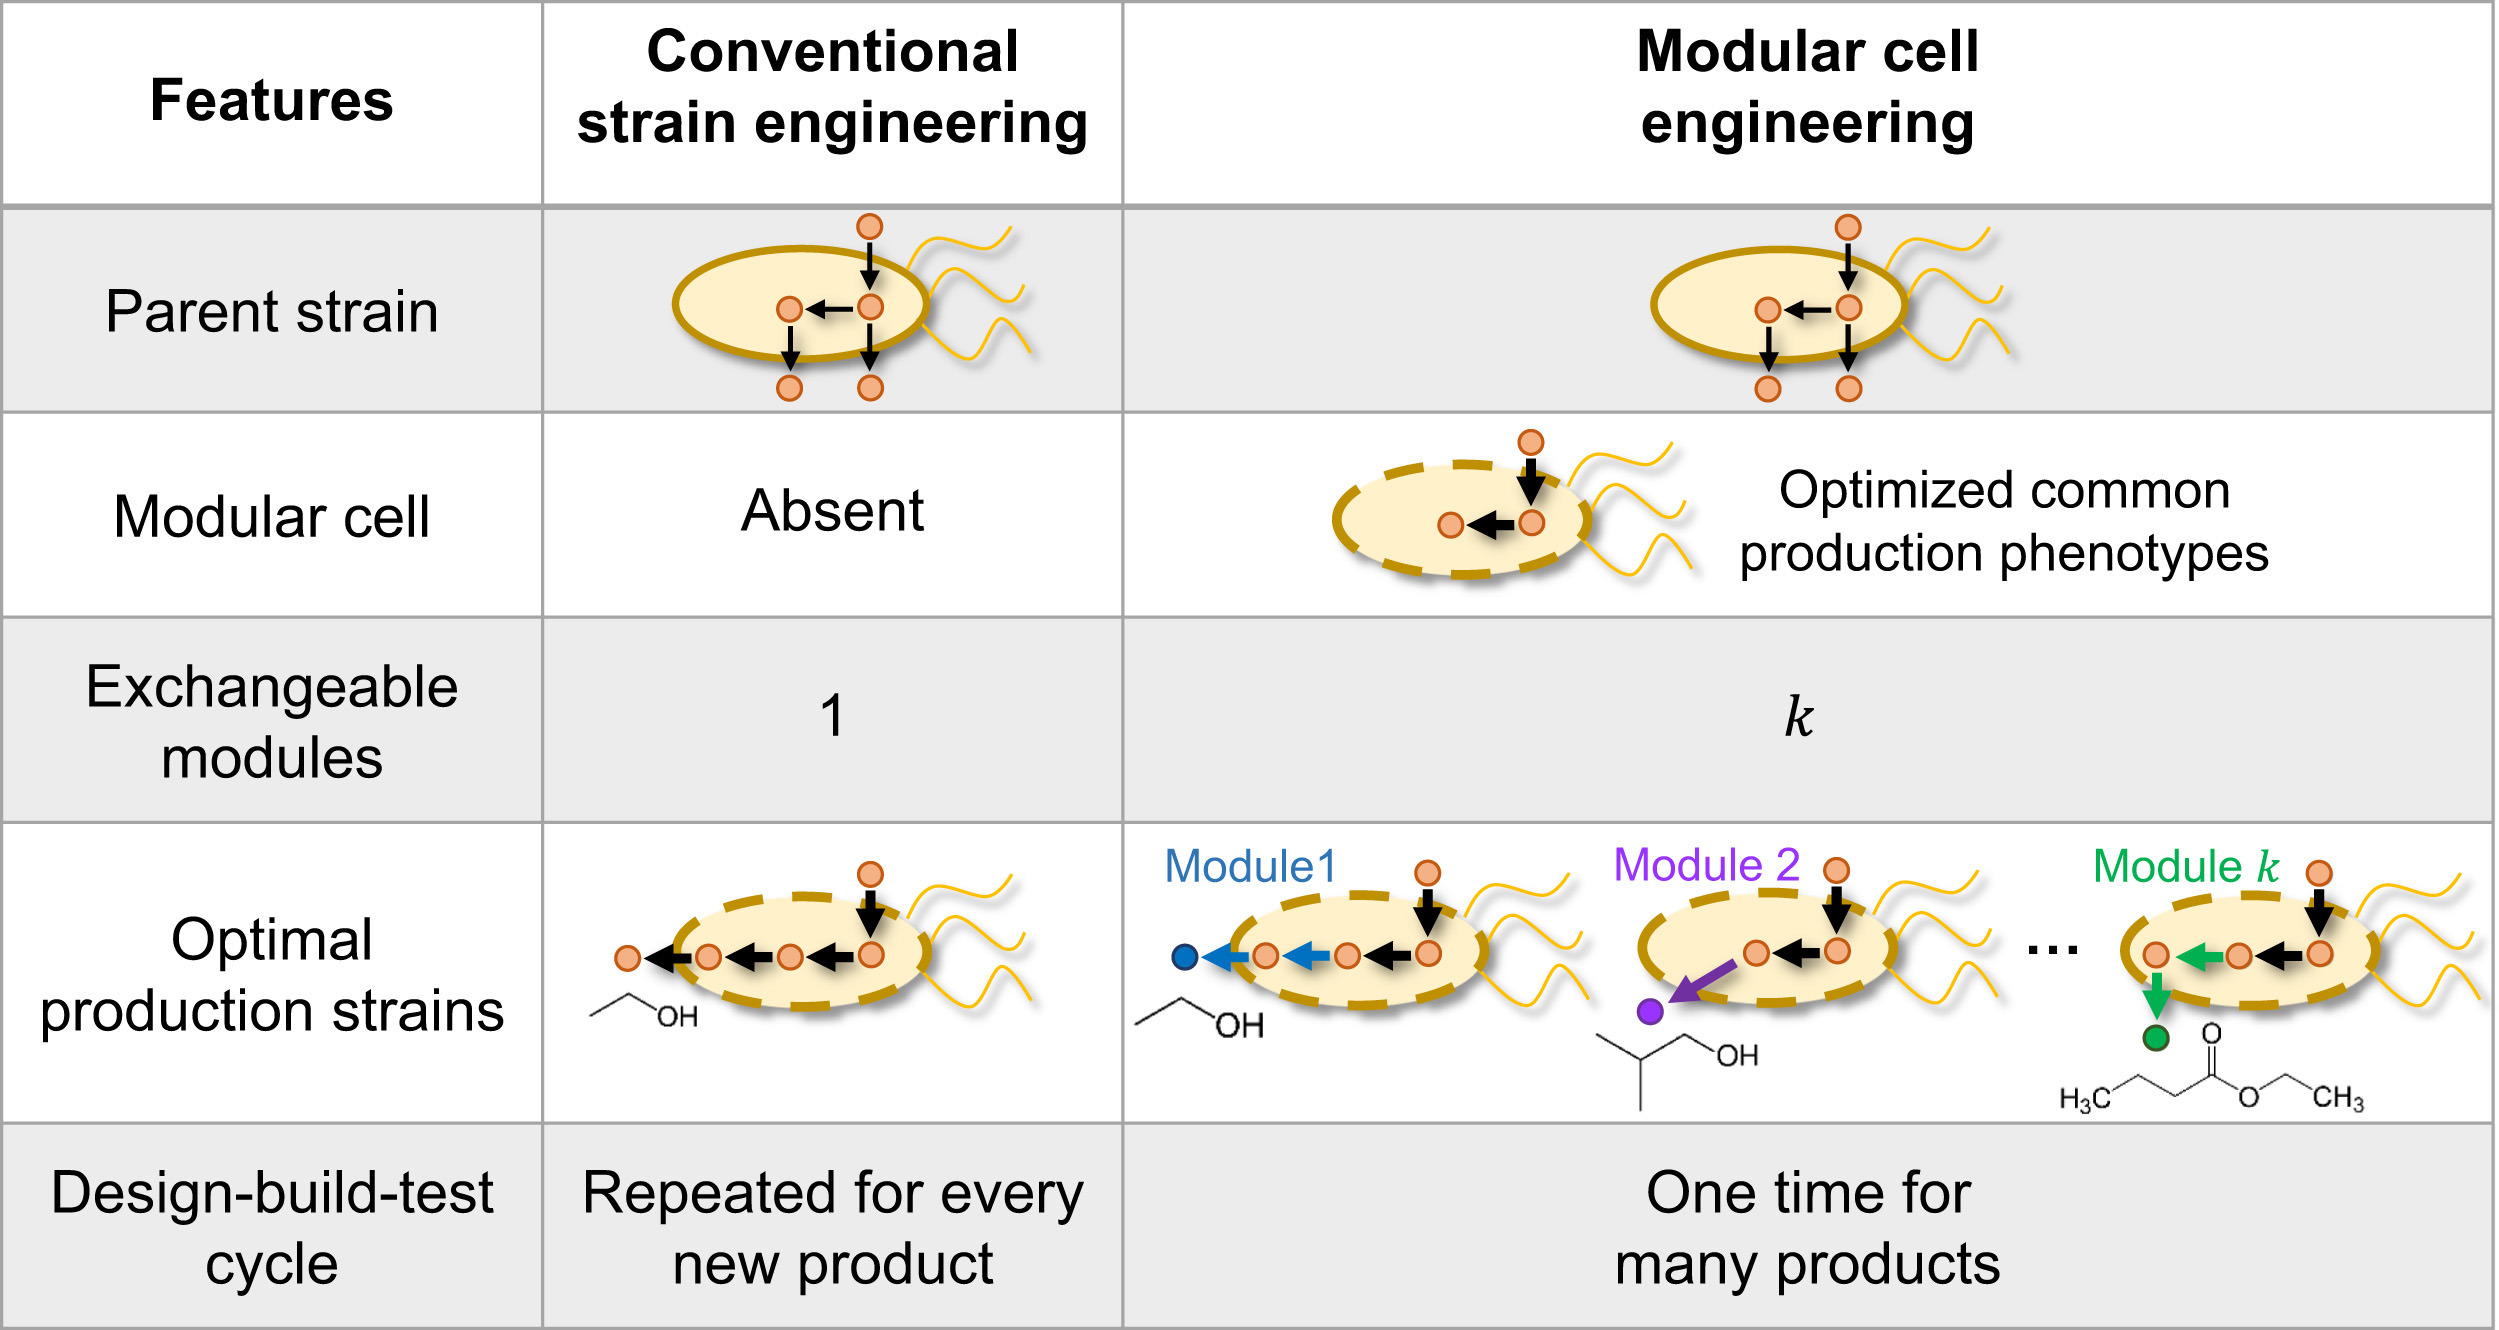 Features
Conventional
strain engineering
Modular cell
engineering
Parent strain
Modular cell
Absent
Optimized common
production phenotypes
Exchangeable
modules
1
k
Optimal
production strains
OH
Module1
OH
Module 2
OH
...
Module k
O
H3C
O
CH3
Design-build-test
cycle
Repeated for every
new product
One time for
many products